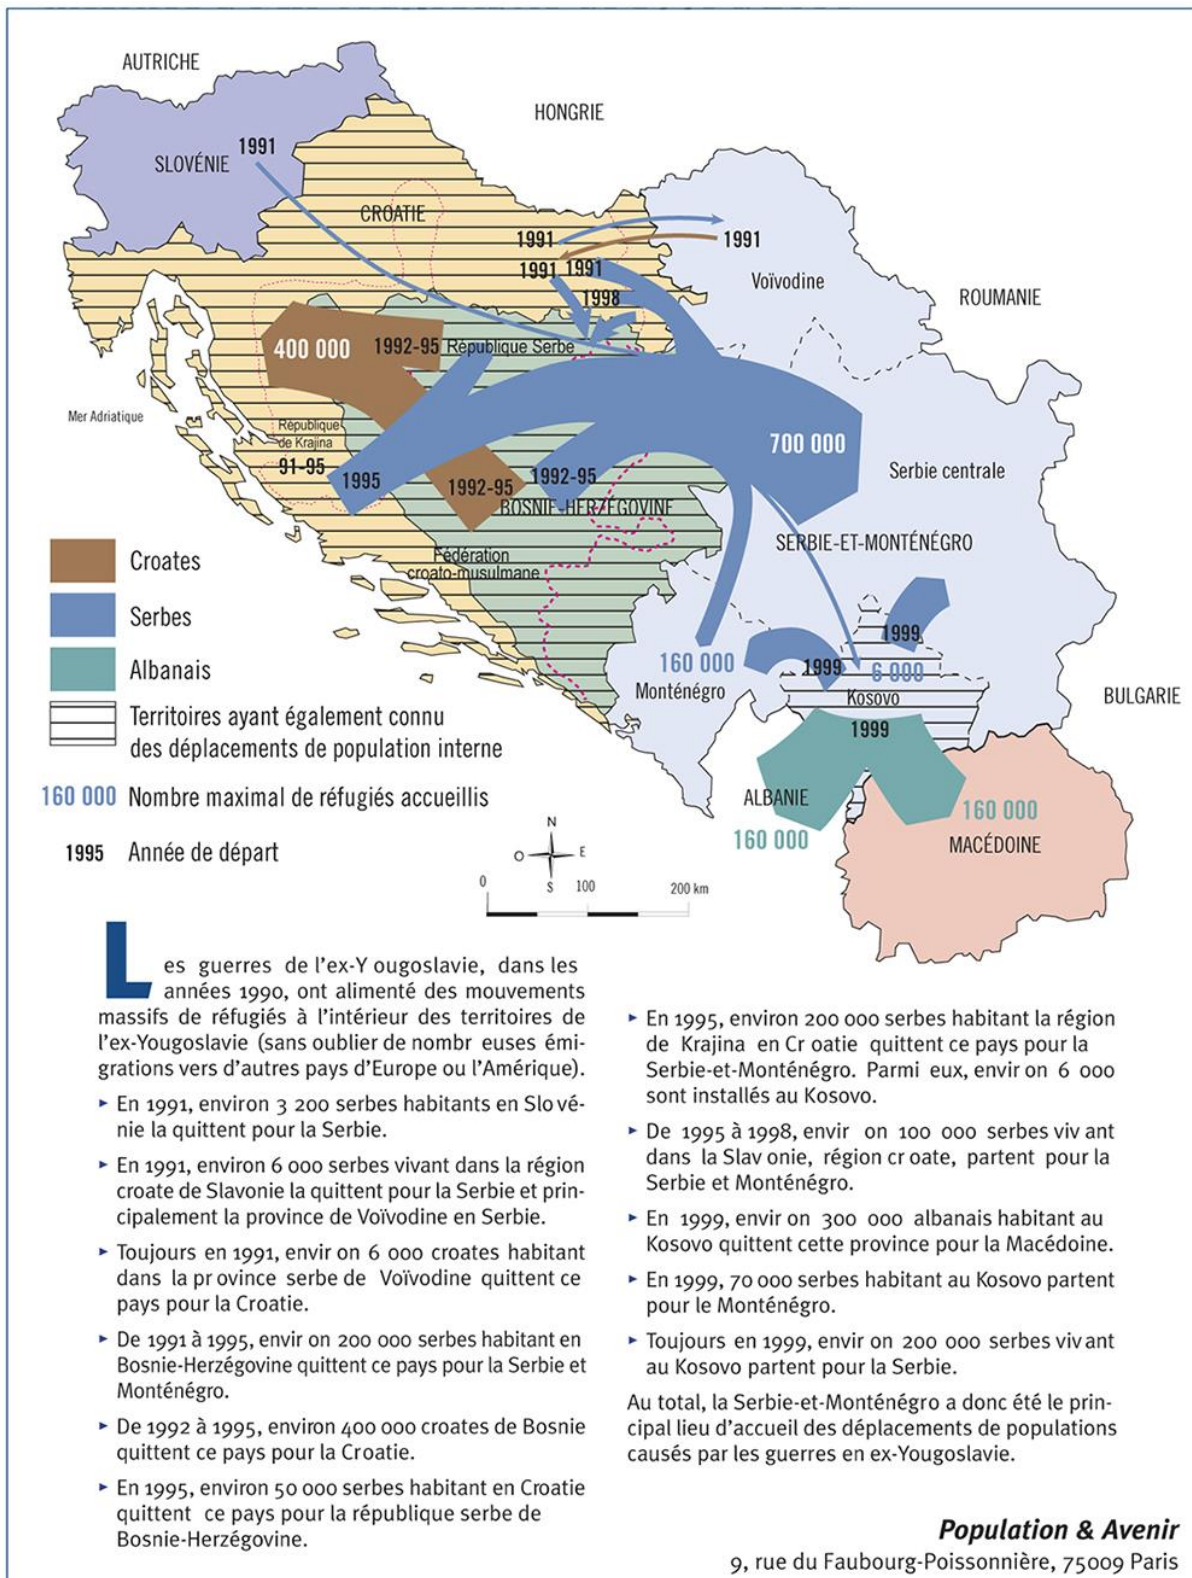 AUTRICHE
HONGRIE
SLOVÉNIE
1991
CROATIE
1991
1991
1991
1991
1998
Voïvodine
ROUMANIE
400 000
1992-95
République Serbe
Mer Adriatique
République
de Krajina
91-95
1995
1992-95
1992-95
700 000
Serbie centrale
BOSNIE-HERZÉGOVINE
SERBIE-ET-MONTÉNÉGRO
Fédération
croato-musulmane
Croates
Serbes
Albanais
Territoires ayant également connu
des déplacements de population interne
160 000 Nombre maximal de réfugiés accueillis
1995 Année de départ
1999
160 000
1999
6 000
Monténégro
Kosovo
BULGARIE
1999
ALBANIE
160 000
160 000
MACÉDOINE
N
O
E
S
0
100
200 km
Les guerres de l'ex-Y ougoslavie, dans les
années 1990, ont alimenté des mouvements
massifs de réfugiés à l'intérieur des territoires de
l'ex-Yougoslavie (sans oublier de nombr euses émi-
grations vers d'autres pays d'Europe ou l'Amérique).
► En 1991, environ 3 200 serbes habitants en Slo vé-
nie la quittent pour la Serbie.
► En 1991, environ 6 000 serbes vivant dans la région
croate de Slavonie la quittent pour la Serbie et prin-
cipalement la province de Voïvodine en Serbie.
► Toujours en 1991, envir on 6 000 croates habitant
dans la pr ovince serbe de Voïvodine quittent ce
pays pour la Croatie.
► De 1991 à 1995, envir on 200 000 serbes habitant en
Bosnie-Herzégovine quittent ce pays pour la Serbie et
Monténégro.
► De 1992 à 1995, environ 400 000 croates de Bosnie
quittent ce pays pour la Croatie.
► En 1995, environ 50 000 serbes habitant en Croatie
quittent ce pays pour la république serbe de
Bosnie-Herzégovine.
► En 1995, environ 200 000 serbes habitant la région
de Krajina en Cr oatie quittent ce pays pour la
Serbie-et-Monténégro. Parmi eux, envir on 6 000
sont installés au Kosovo.
► De 1995 à 1998, envir on 100 000 serbes viv ant
dans la Slav onie, région cr oate, partent pour la
Serbie et Monténégro.
► En 1999, envir on 300 000 albanais habitant au
Kosovo quittent cette province pour la Macédoine.
► En 1999, 70 000 serbes habitant au Kosovo partent
pour le Monténégro.
► Toujours en 1999, envir on 200 000 serbes viv ant
au Kosovo partent pour la Serbie.
Au total, la Serbie-et-Monténégro a donc été le prin-
cipal lieu d'accueil des déplacements de populations
causés par les guerres en ex-Yougoslavie.
Population & Avenir
9, rue du Faubourg-Poissonnière, 75009 Paris